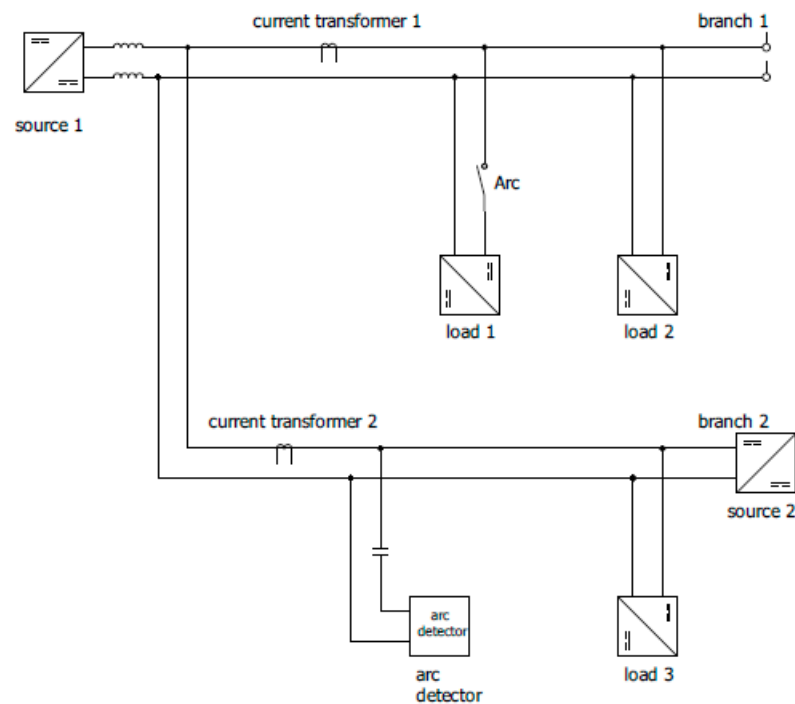 current transformer 1
branch 1
source 1
Arc
load 1
load 2
current transformer 2
branch 2
source 2
arc
detector
arc
detector
load 3